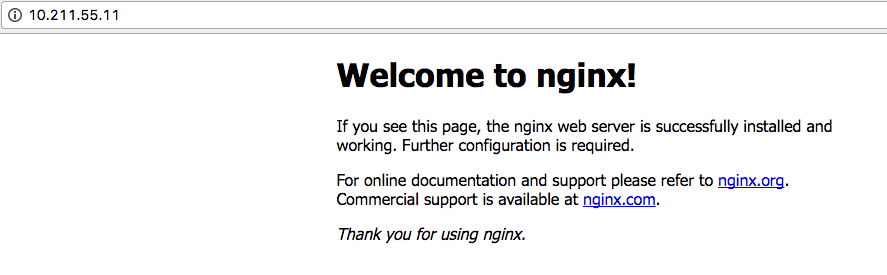 10.211.55.11
Welcome to nginx!
If you see this page, the nginx web server is successfully installed and
working. Further configuration is required.
For online documentation and support please refer to nginx.org.
Commercial support is available at nginx.com.
Thank you for using nginx.